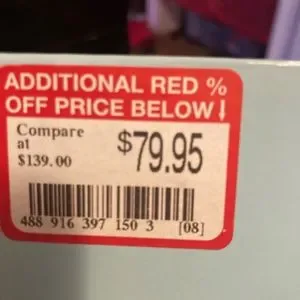 ADDITIONAL RED %
OFF PRICE BELOW↓
Compare
at
$139.00
$79.95
488 916 397 150 3 [08]